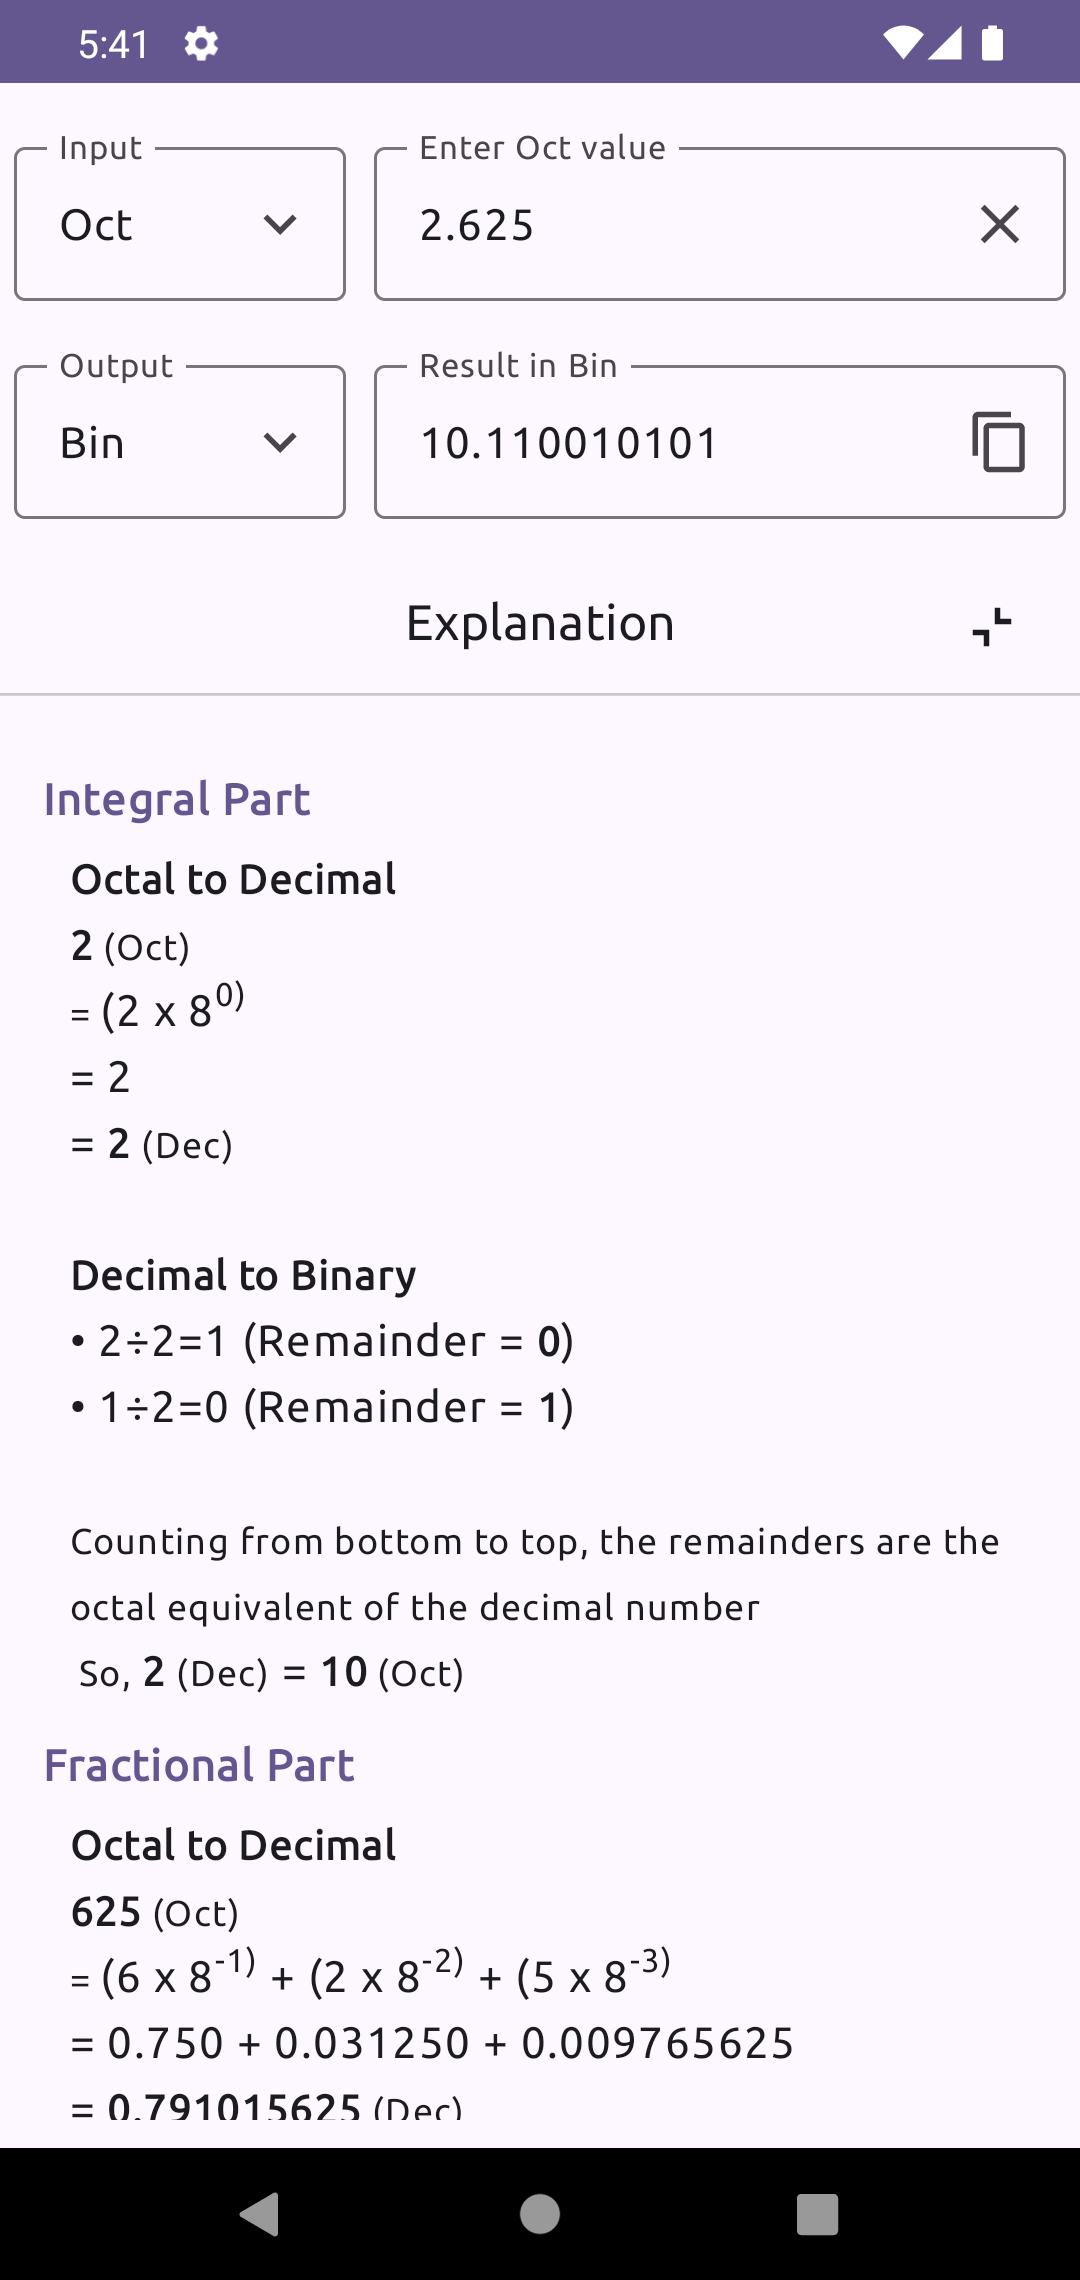 5:41
Input
Enter Oct value
Oct
2.625
Output
Result in Bin
Bin
10.110010101
Explanation
Integral Part
Octal to Decimal
2 (Oct)
= (2 x 8⁰⁾
= 2
= 2 (Dec)
Decimal to Binary
• 2÷2=1 (Remainder = 0)
• 1÷2=0 (Remainder = 1)
Counting from bottom to top, the remainders are the
octal equivalent of the decimal number
So, 2 (Dec) = 10 (Oct)
Fractional Part
Octal to Decimal
625 (Oct)
= (6 x 8⁻¹⁾ + (2 x 8⁻²⁾ + (5 x 8⁻³⁾
= 0.750 + 0.031250 + 0.009765625
= 0.791015625 (Dec)